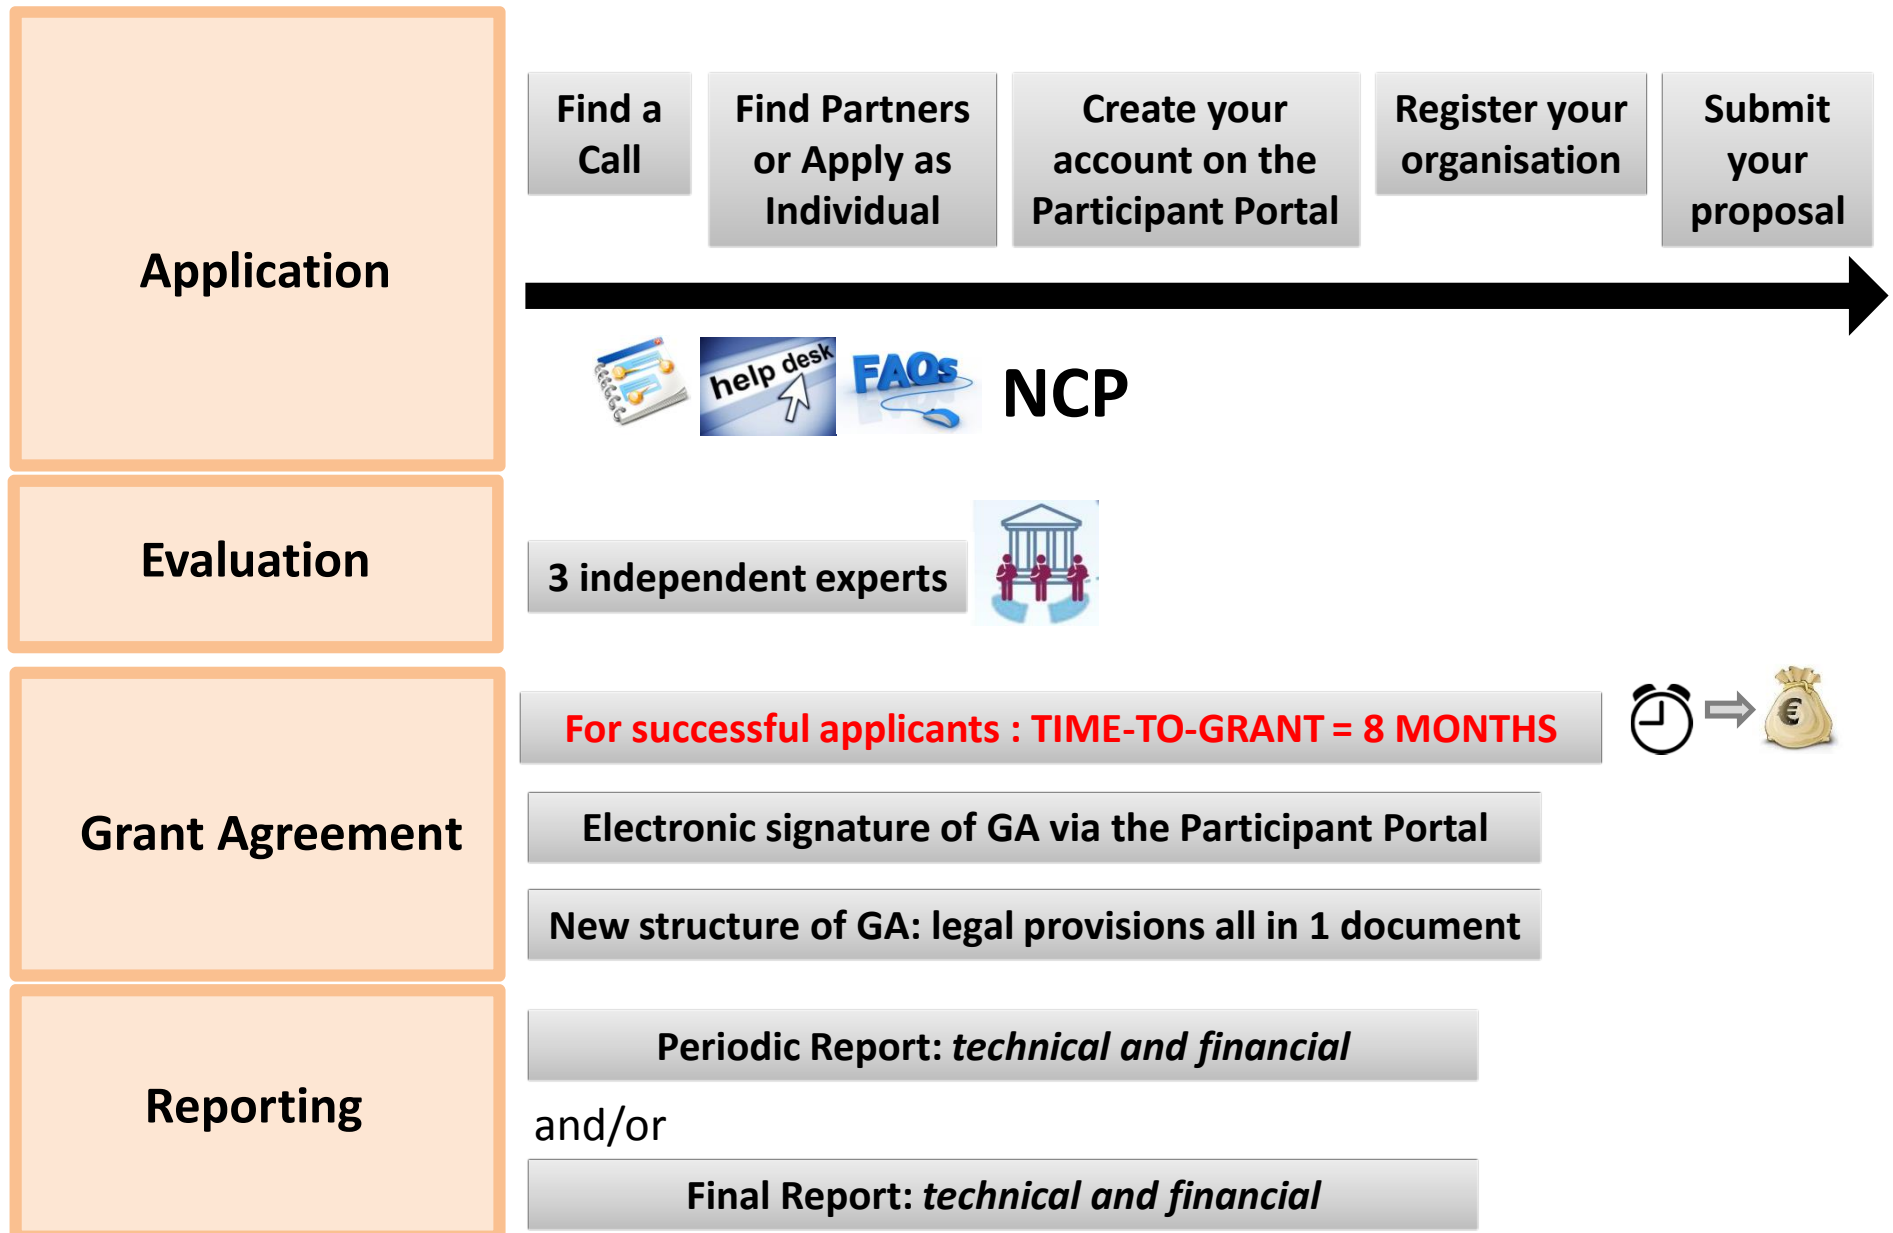 Application
Find a
Call
Find Partners
or Apply as
Individual
Create your
account on the
Participant Portal
Register your
organisation
Submit
your
proposal
help desk
FAQs
NCP
Evaluation
3 independent experts
Grant Agreement
For successful applicants : TIME-TO-GRANT = 8 MONTHS
€
Electronic signature of GA via the Participant Portal
New structure of GA: legal provisions all in 1 document
Reporting
Periodic Report: technical and financial
and/or
Final Report: technical and financial